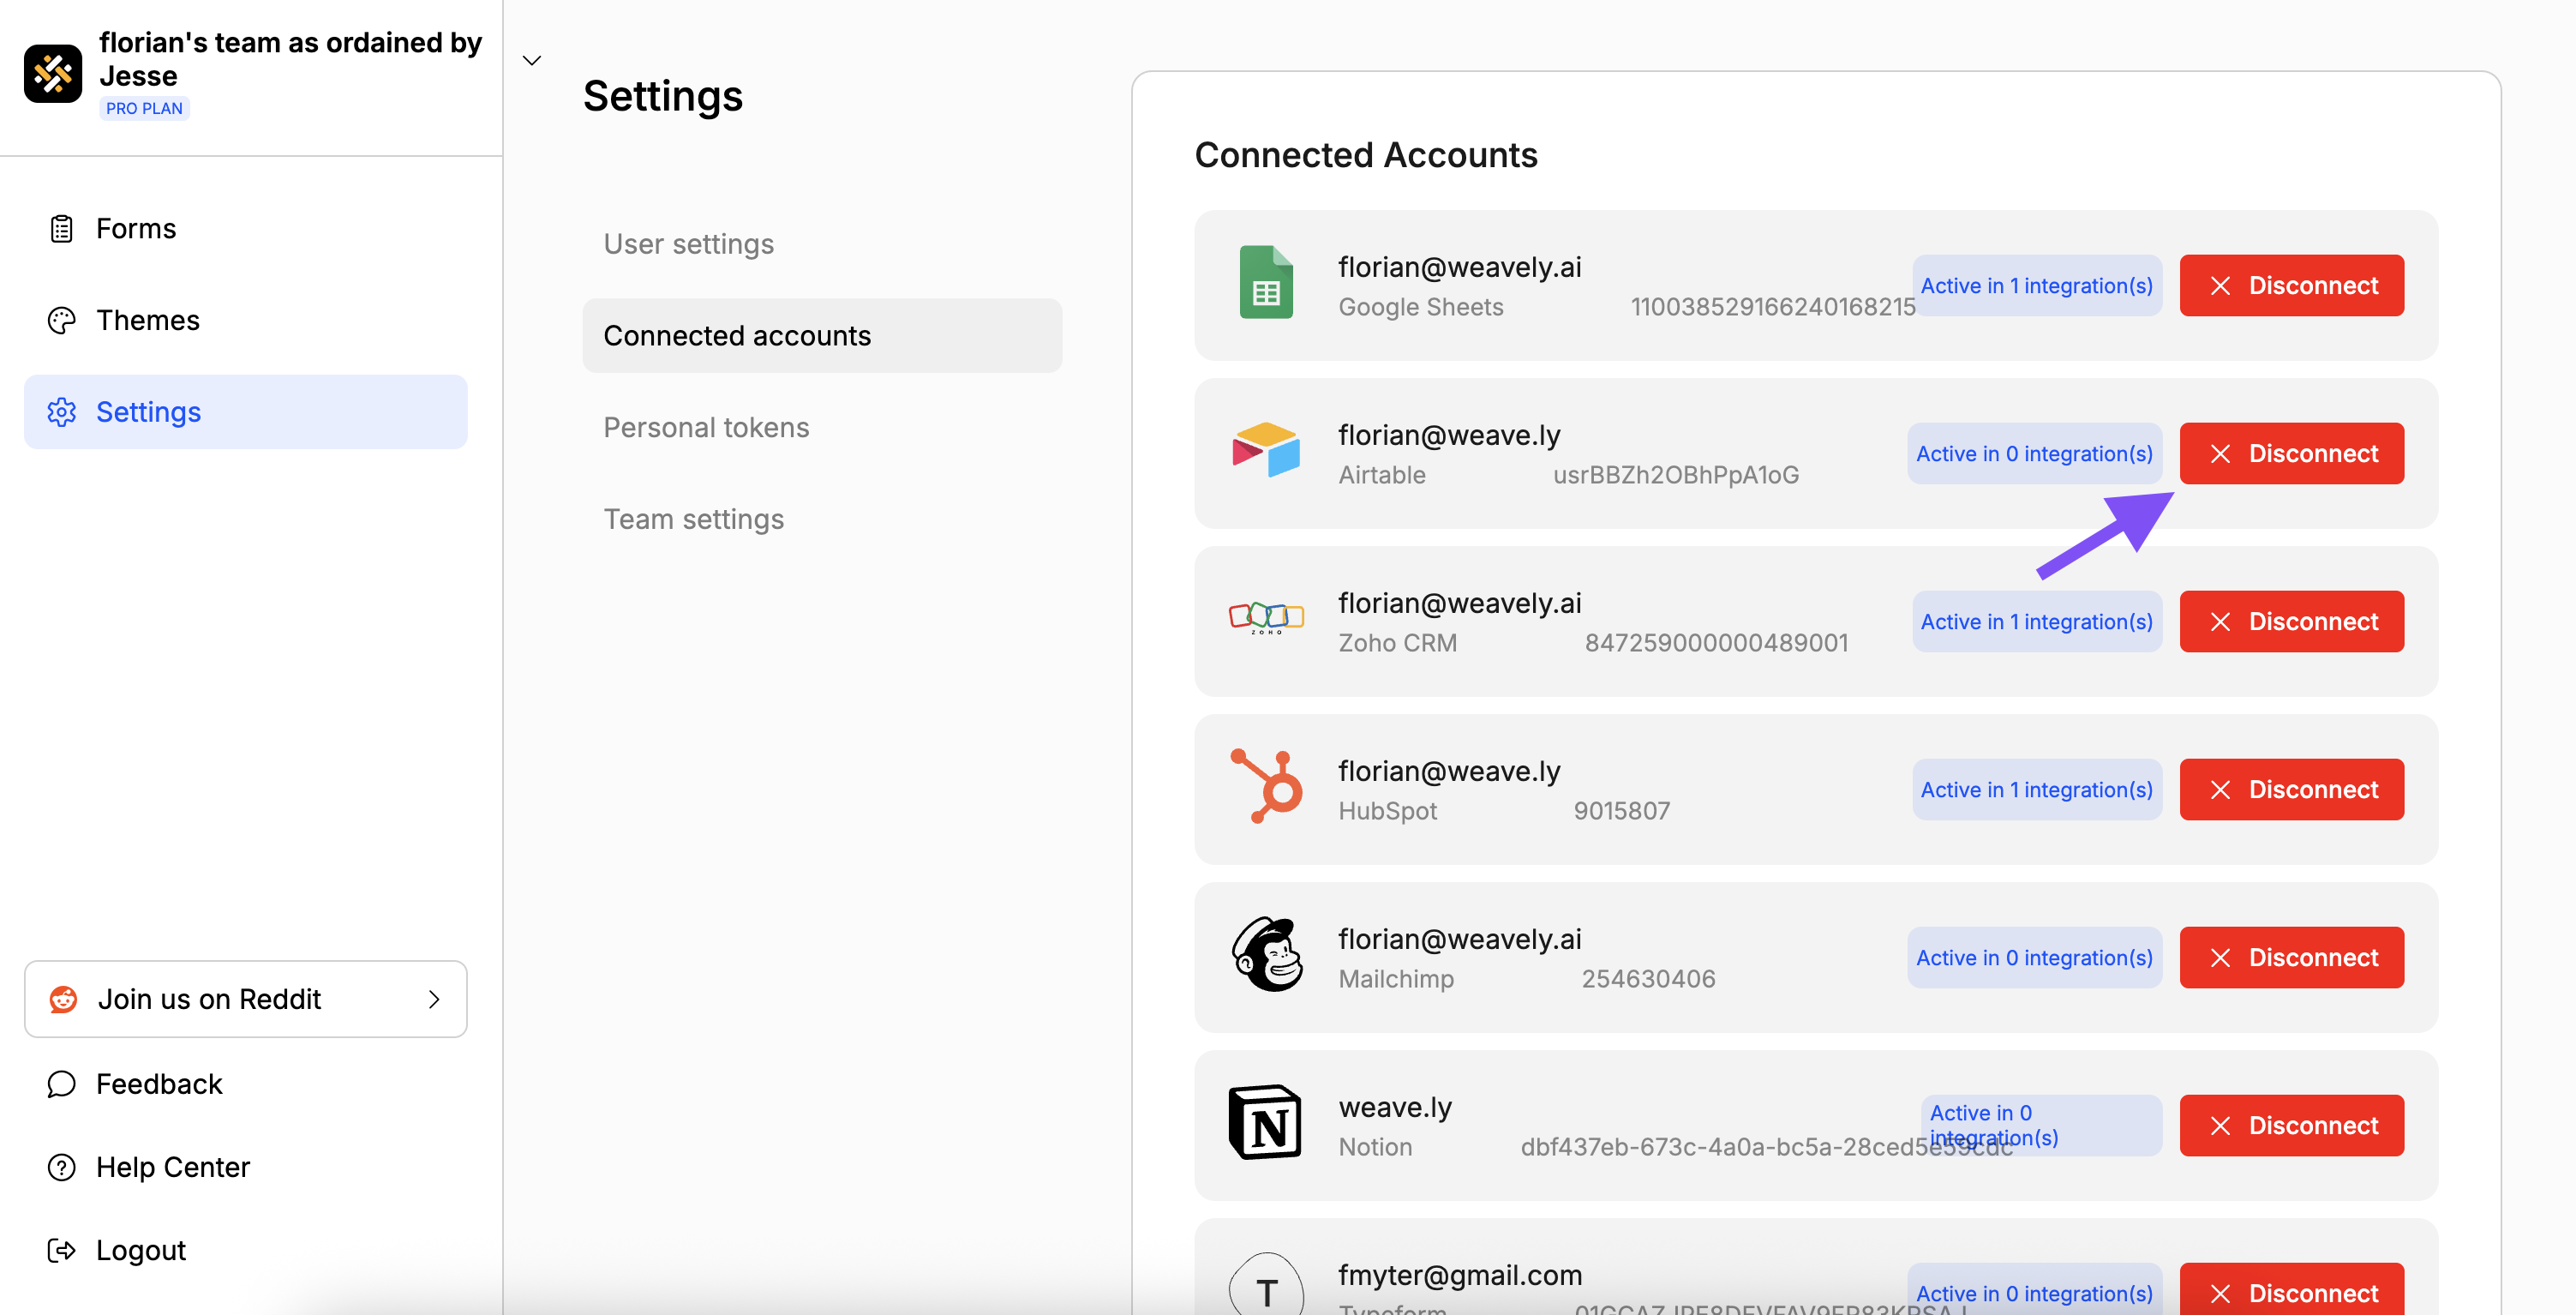 florian's team as ordained by
Jesse
PRO PLAN
Forms
Themes
Settings
Join us on Reddit
Feedback
Help Center
Logout
Settings
User settings
Connected accounts
Personal tokens
Team settings
Connected Accounts
florian@weavely.ai
Google Sheets 110038529166240168215
Active in 1 integration(s)
Disconnect
florian@weave.ly
Airtable usrBBZh2OBhPpA1oG
Active in 0 integration(s)
Disconnect
florian@weavely.ai
ZOHO
Zoho CRM 847259000000489001
Active in 1 integration(s)
Disconnect
florian@weave.ly
HubSpot 9015807
Active in 1 integration(s)
Disconnect
florian@weavely.ai
Mailchimp 254630406
Active in 0 integration(s)
Disconnect
N
weave.ly
Notion dbf437eb-673c-4a0a-bc5a-28ced5e59cdc
Active in 0
integration(s)
Disconnect
T
fmyter@gmail.com
Typeform
Active in 0 integration(s)
Disconnect